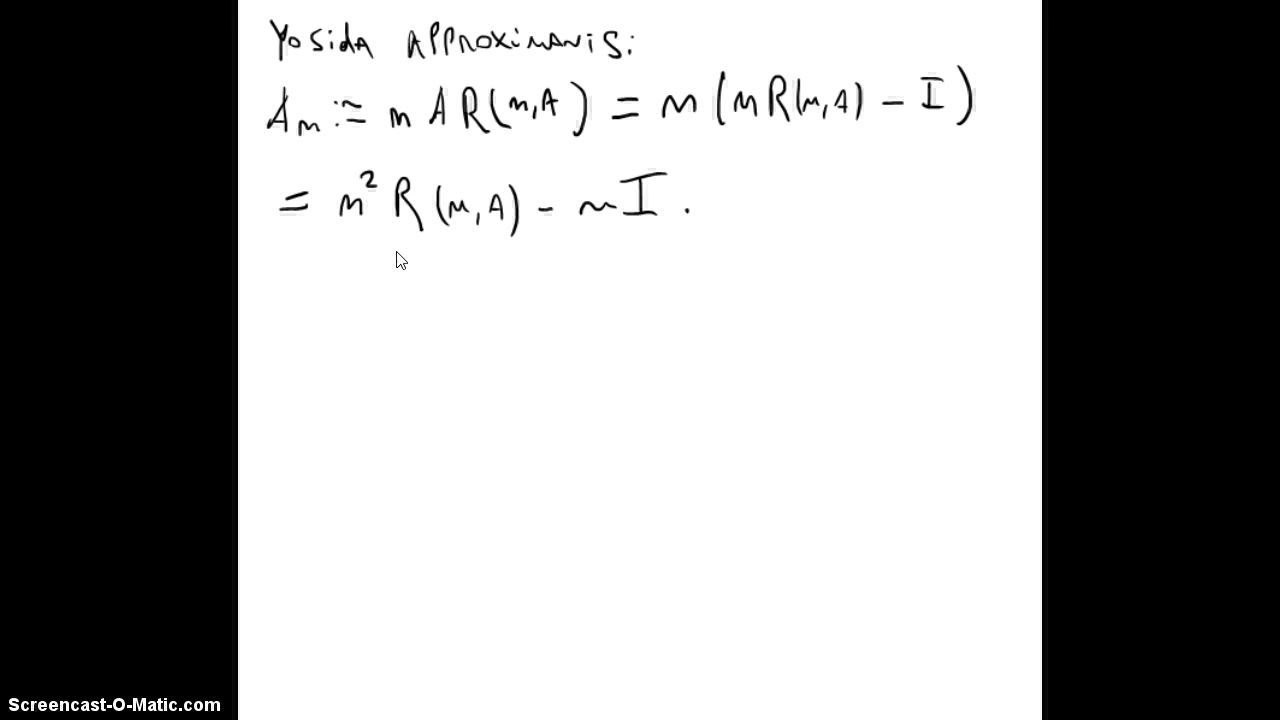 Yosida approximants:
Aₘ := m A R(m,A) = m(m R(m,A) - I)
= m² R(m,A) - m I.
Screencast-O-Matic.com